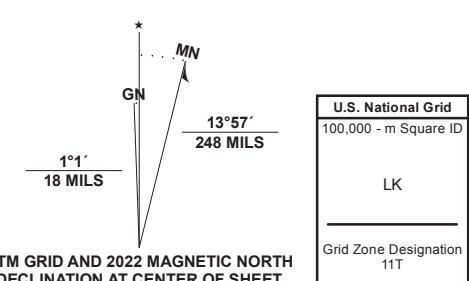 ★
MN
GN
13°57´
248 MILS
1°1´
18 MILS
TM GRID AND 2022 MAGNETIC NORTH
DECLINATION AT CENTER OF SHEET
U.S. National Grid
100,000 - m Square ID
LK
Grid Zone Designation
11T